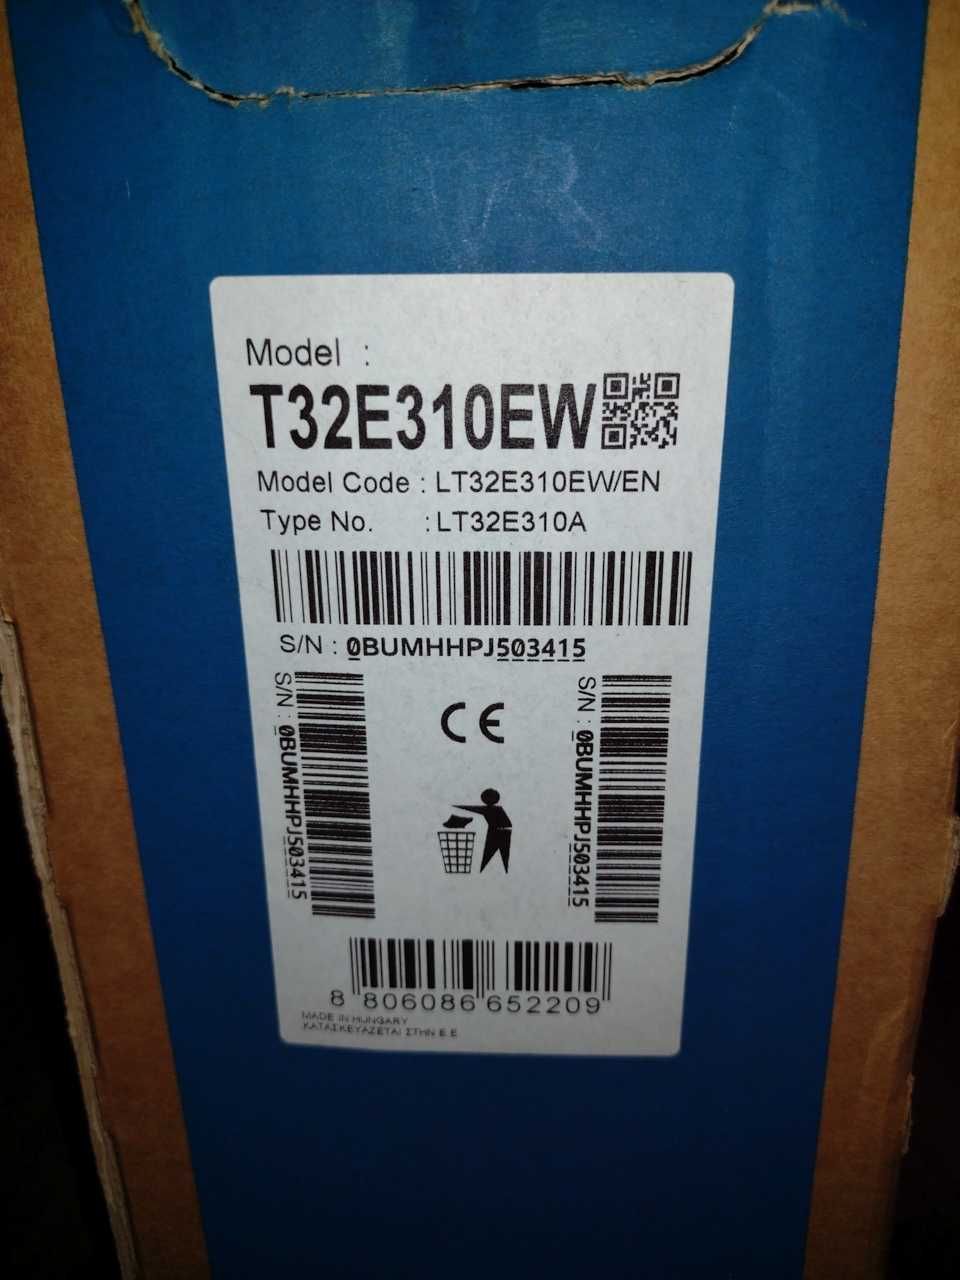 Model :
T32E310EW
Model Code : LT32E310EW/EN
Type No. : LT32E310A
S/N : 0BUMHHPJ503415
S/N : 0BUMHHPJ503415
S/N : 0BUMHHPJ503415
CE
8 806086 652209
MADE IN HUNGARY
ΚΑΤΑΣΚΕΥΑΖΕΤΑΙ ΣΤΗΝ Ε.Ε